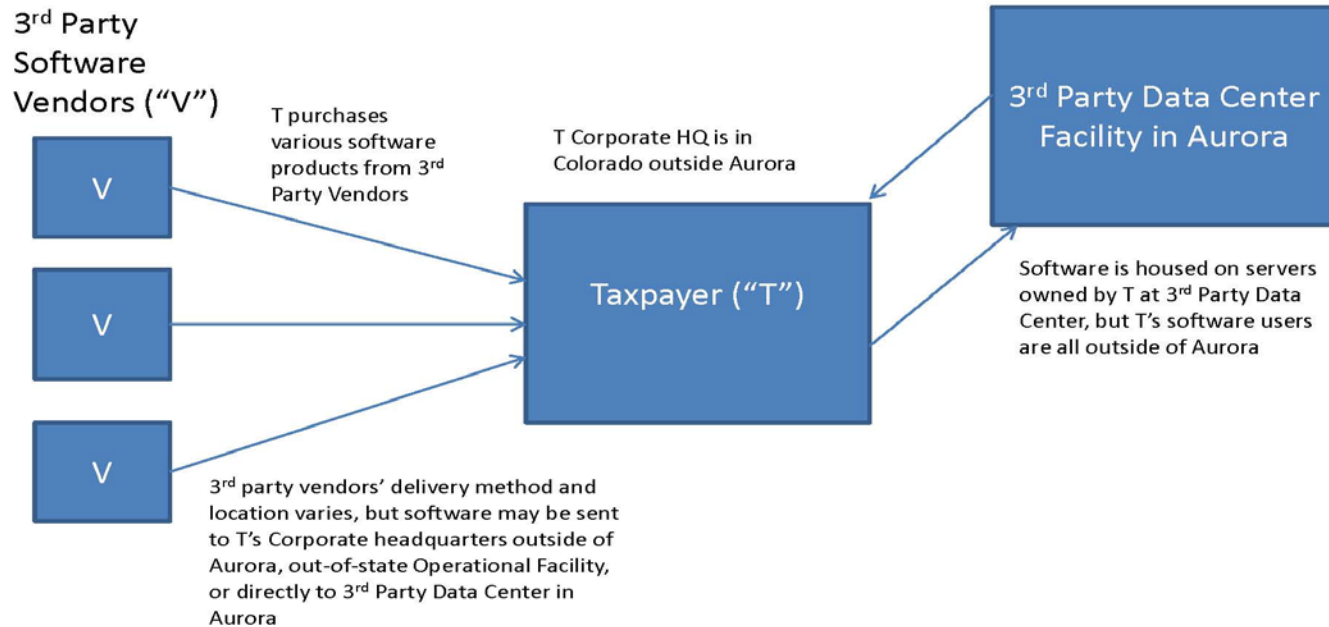 3rd Party
Software
Vendors (“V”)
T purchases
various software
products from 3rd
Party Vendors
T Corporate HQ is in
Colorado outside Aurora
3rd Party Data Center
Facility in Aurora
V
V
V
Taxpayer (“T”)
Software is housed on servers
owned by T at 3rd Party Data
Center, but T’s software users
are all outside of Aurora
3rd party vendors’ delivery method and
location varies, but software may be sent
to T’s Corporate headquarters outside of
Aurora, out-of-state Operational Facility,
or directly to 3rd Party Data Center in
Aurora